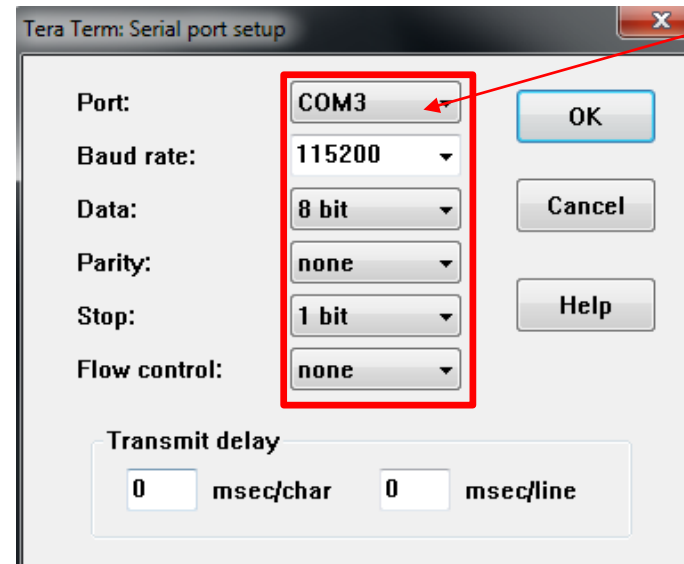 Tera Term: Serial port setup
Port: COM3 OK
Baud rate: 115200
Data: 8 bit Cancel
Parity: none
Stop: 1 bit Help
Flow control: none
Transmit delay
0 msec/char 0 msec/line